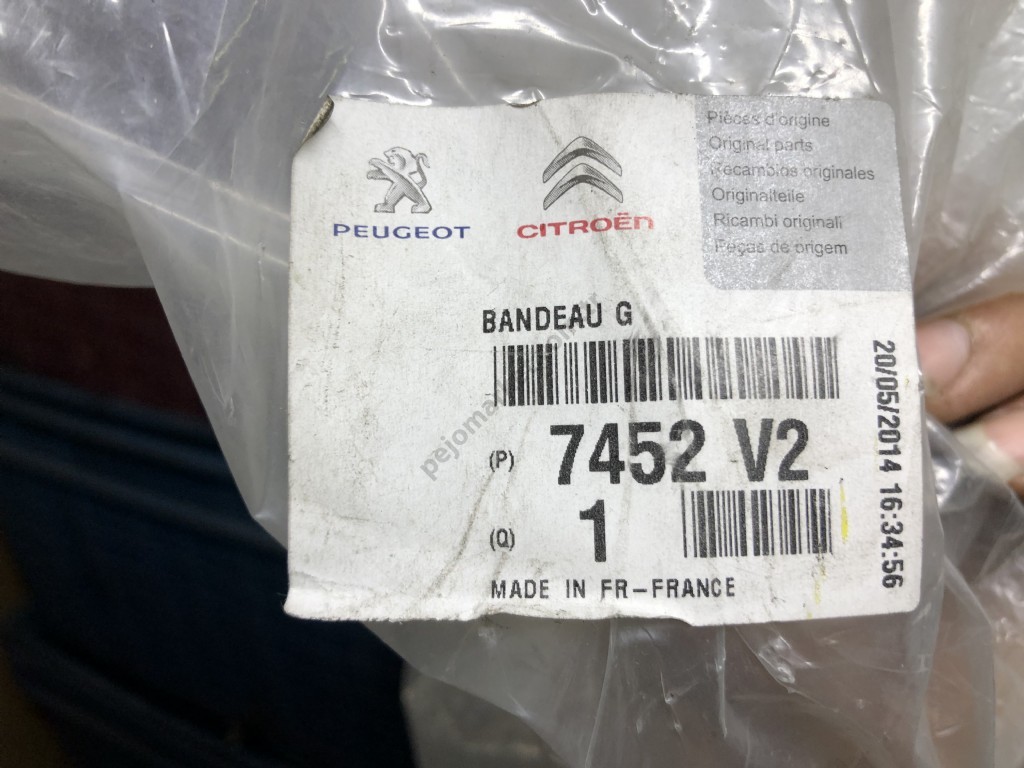 PEUGEOT
CITROËN
Pièces d'origine
Original parts
Recambios originales
Originalteile
Ricambi originali
Peças de origem
BANDEAU G
(P) 7452 V2
(Q) 1
MADE IN FR-FRANCE
20/05/2014 16:34:56